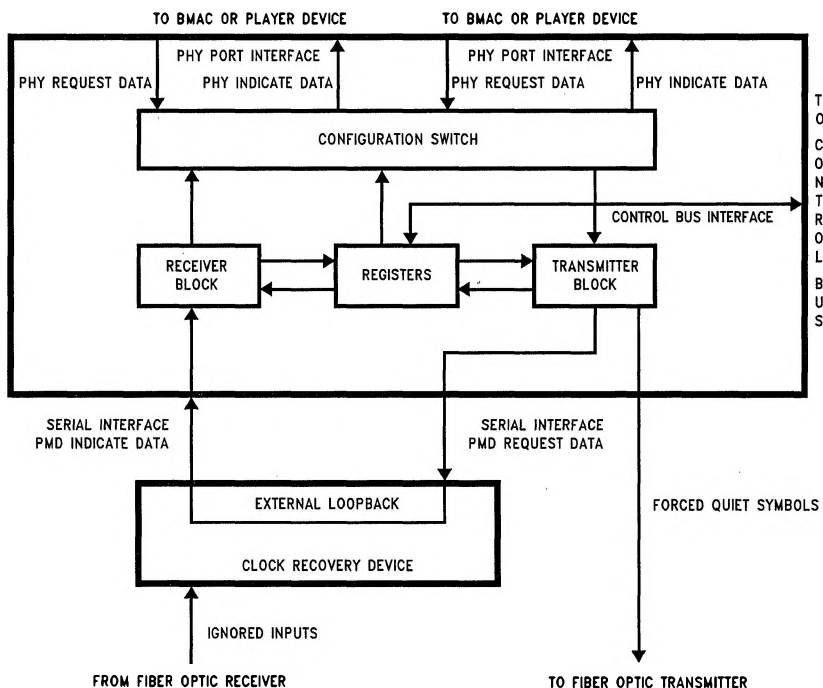 TO BMAC OR PLAYER DEVICE
TO BMAC OR PLAYER DEVICE
PHY PORT INTERFACE
PHY PORT INTERFACE
PHY REQUEST DATA
PHY INDICATE DATA
PHY REQUEST DATA
PHY INDICATE DATA
TO CONTROL BUS
CONFIGURATION SWITCH
CONTROL BUS INTERFACE
RECEIVER
BLOCK
REGISTERS
TRANSMITTER
BLOCK
SERIAL INTERFACE
PMD INDICATE DATA
SERIAL INTERFACE
PMD REQUEST DATA
EXTERNAL LOOPBACK
FORCED QUIET SYMBOLS
CLOCK RECOVERY DEVICE
IGNORED INPUTS
FROM FIBER OPTIC RECEIVER
TO FIBER OPTIC TRANSMITTER